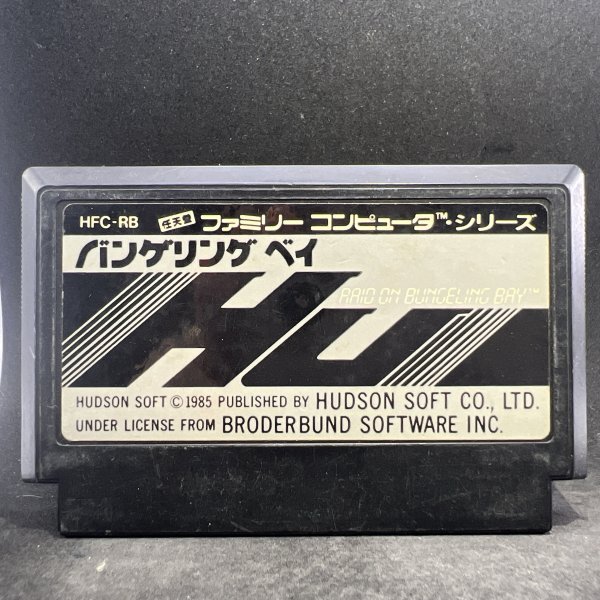 HFC-RB 任天堂 ファミリー コンピュータ™・シリーズ
バンゲリング ベイ
RAID ON BUNGELING BAY™
HUDSON SOFT © 1985 PUBLISHED BY HUDSON SOFT CO., LTD.
UNDER LICENSE FROM BRODERBUND SOFTWARE INC.